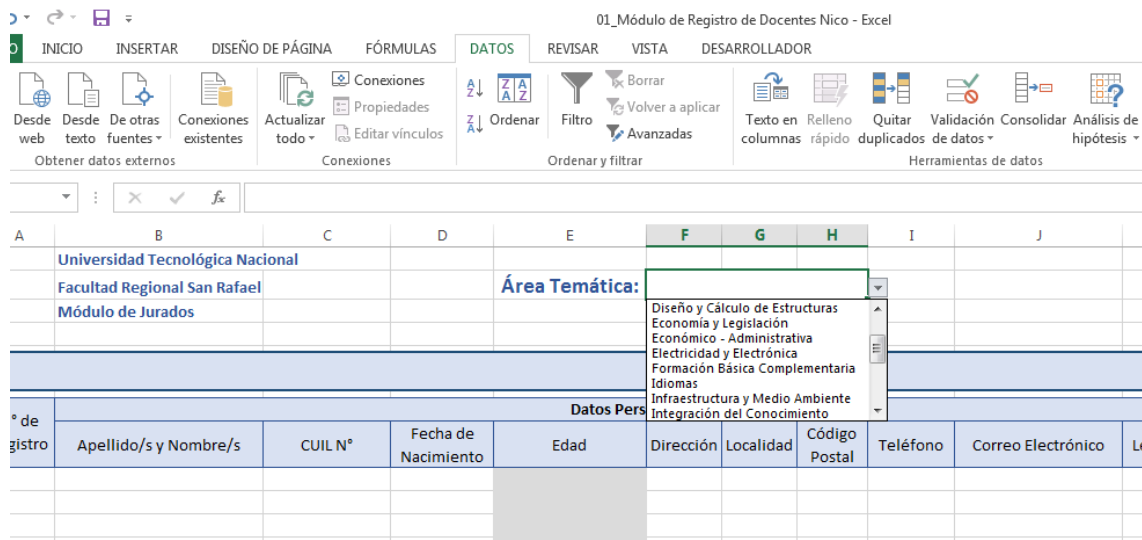 01_Módulo de Registro de Docentes Nico - Excel
INICIO INSERTAR DISEÑO DE PÁGINA FÓRMULAS DATOS REVISAR VISTA DESARROLLADOR
Desde web
Desde texto
De otras fuentes
Conexiones existentes
Obtener datos externos
Actualizar todo
Conexiones
Propiedades
Editar vínculos
Conexiones
Ordenar
Filtro
Borrar
Volver a aplicar
Avanzadas
Ordenar y filtrar
Texto en columnas
Relleno rápido
Quitar duplicados
Validación de datos
Consolidar
Análisis de hipótesis
Herramientas de datos
fx
A B C D E F G H I J
Universidad Tecnológica Nacional
Facultad Regional San Rafael
Área Temática:
Módulo de Jurados
Diseño y Cálculo de Estructuras
Economía y Legislación
Económico - Administrativa
Electricidad y Electrónica
Formación Básica Complementaria
Idiomas
Infraestructura y Medio Ambiente
Integración del Conocimiento
Datos Pers
° de
gistro
Apellido/s y Nombre/s
CUIL N°
Fecha de
Nacimiento
Edad
Dirección
Localidad
Código
Postal
Teléfono
Correo Electrónico